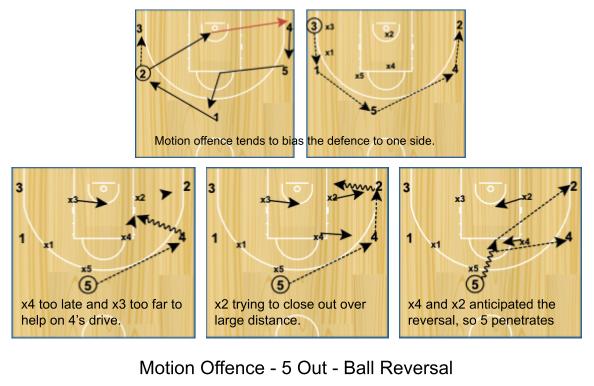 3
4
2
5
1
3
x3
x2
2
x1
1
x5
x4
4
5
Motion offence tends to bias the defence to one side.
3
x3
x2
2
1
x1
x4
4
x5
5
x4 too late and x3 too far to
help on 4's drive.
3
x3
x2
2
1
x1
x4
4
x5
5
x2 trying to close out over
large distance.
3
x3
x2
2
1
x1
x4
4
x5
5
x4 and x2 anticipated the
reversal, so 5 penetrates
Motion Offence - 5 Out - Ball Reversal